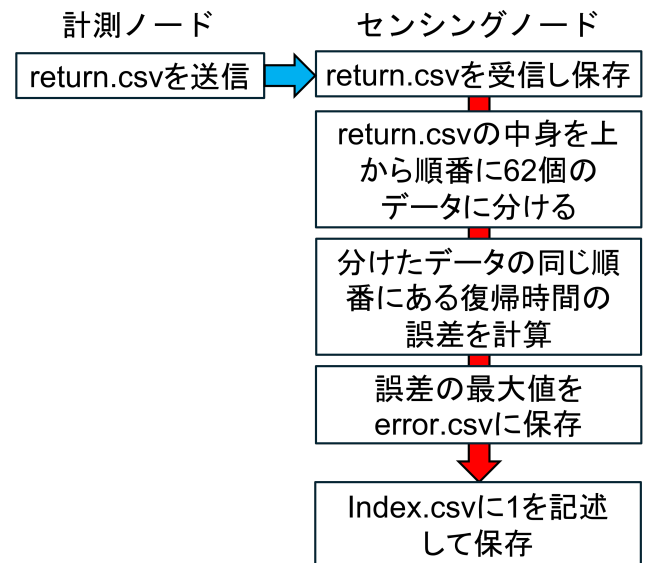 計測ノード
センシングノード
return.csvを送信
return.csvを受信し保存
return.csvの中身を上
から順番に62個の
データに分ける
分けたデータの同じ順
番にある復帰時間の
誤差を計算
誤差の最大値を
error.csvに保存
Index.csvに1を記述
して保存